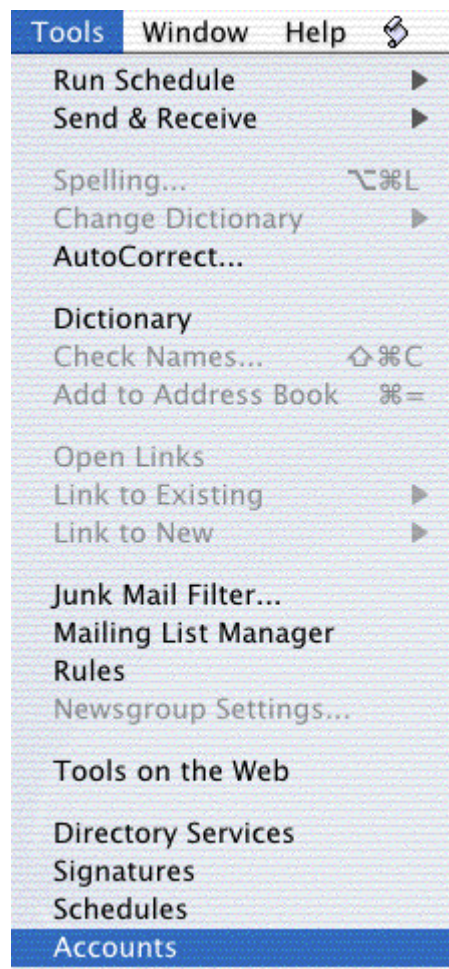 Tools Window Help
Run Schedule
Send & Receive
Spelling... ⌥⌘L
Change Dictionary
AutoCorrect...
Dictionary
Check Names... ⇧⌘C
Add to Address Book ⌘=
Open Links
Link to Existing
Link to New
Junk Mail Filter...
Mailing List Manager
Rules
Newsgroup Settings...
Tools on the Web
Directory Services
Signatures
Schedules
Accounts